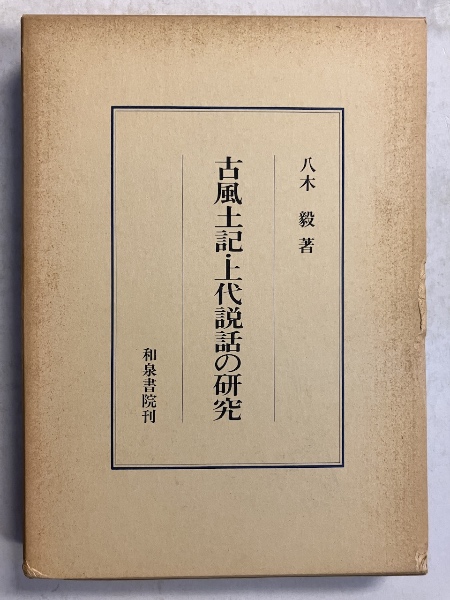 八木 毅 著
古風土記・上代説話の研究
和泉書院刊